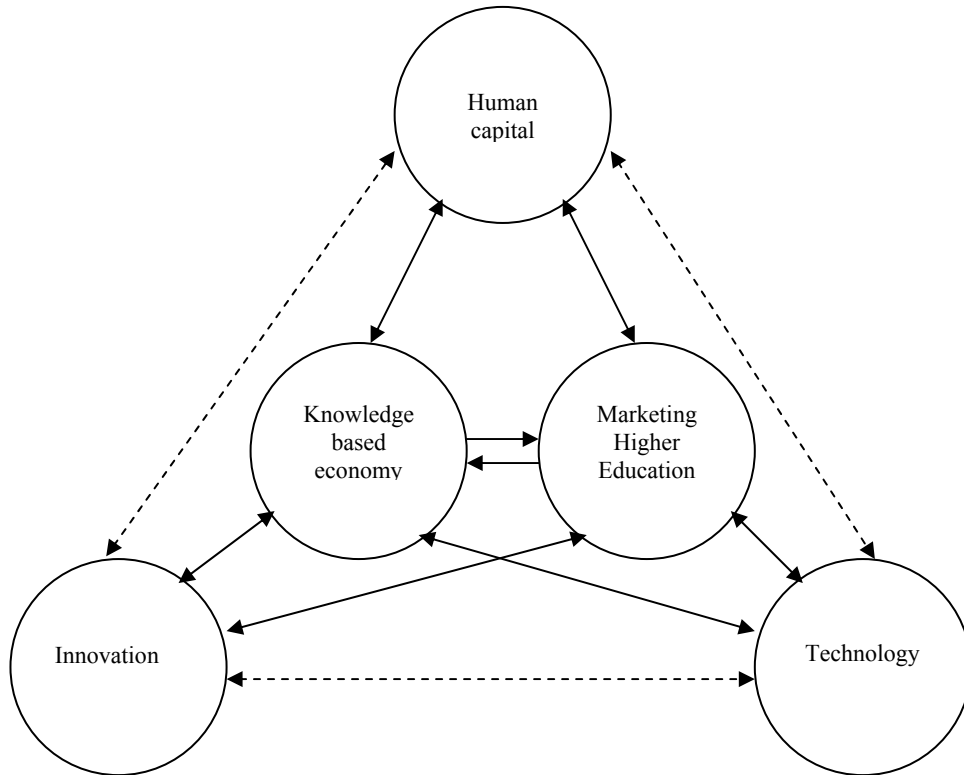 Human
capital
Knowledge
based
economy
Marketing
Higher
Education
Innovation
Technology